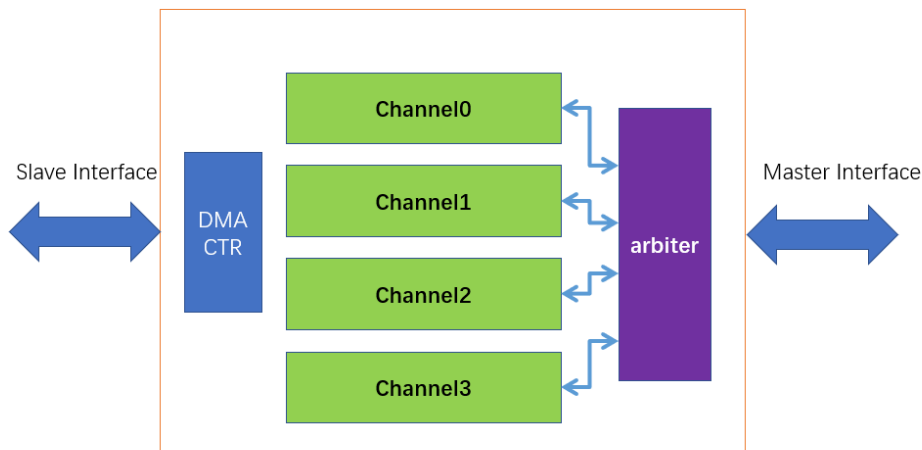 Channel0
Slave Interface
Master Interface
DMA
CTR
Channel1
arbiter
Channel2
Channel3